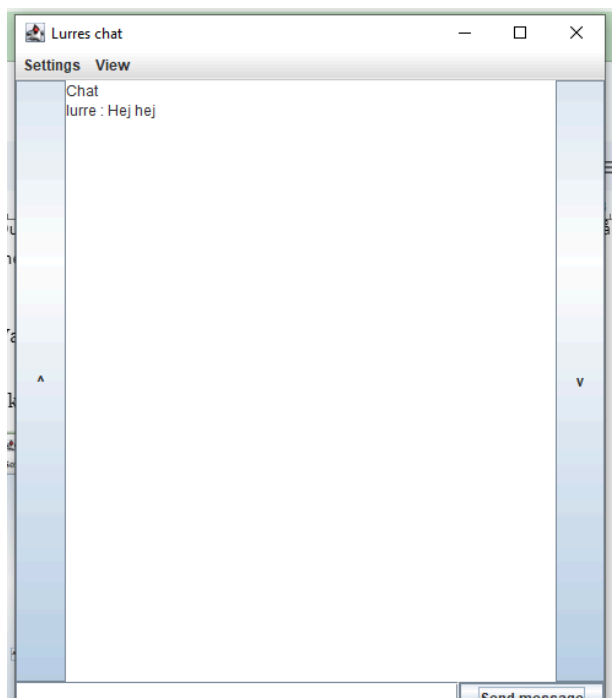 Lurres chat
Settings View
Chat
lurre : Hej hej
^
v
Send message